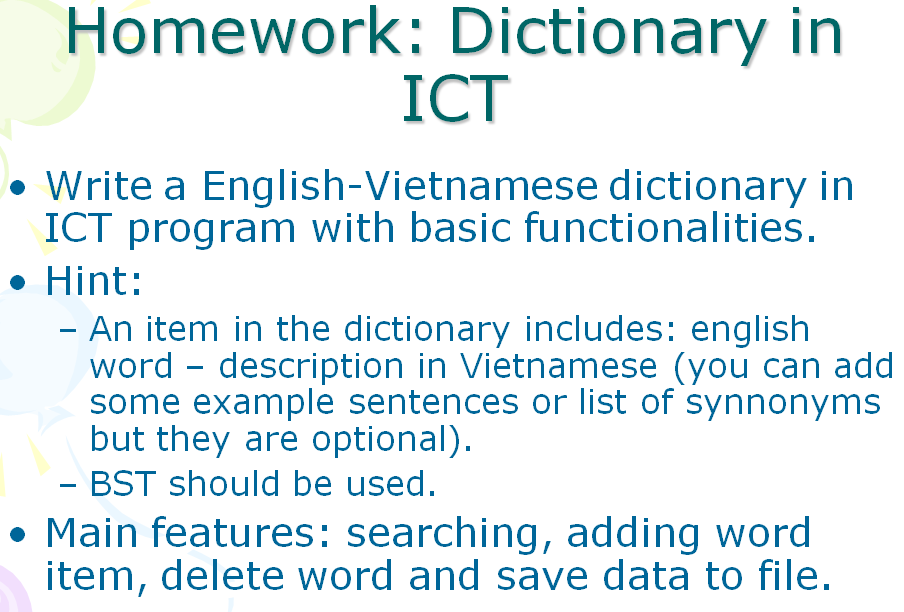 Homework: Dictionary in
ICT
• Write a English-Vietnamese dictionary in
ICT program with basic functionalities.
• Hint:
– An item in the dictionary includes: english
word – description in Vietnamese (you can add
some example sentences or list of synnonyms
but they are optional).
– BST should be used.
• Main features: searching, adding word
item, delete word and save data to file.